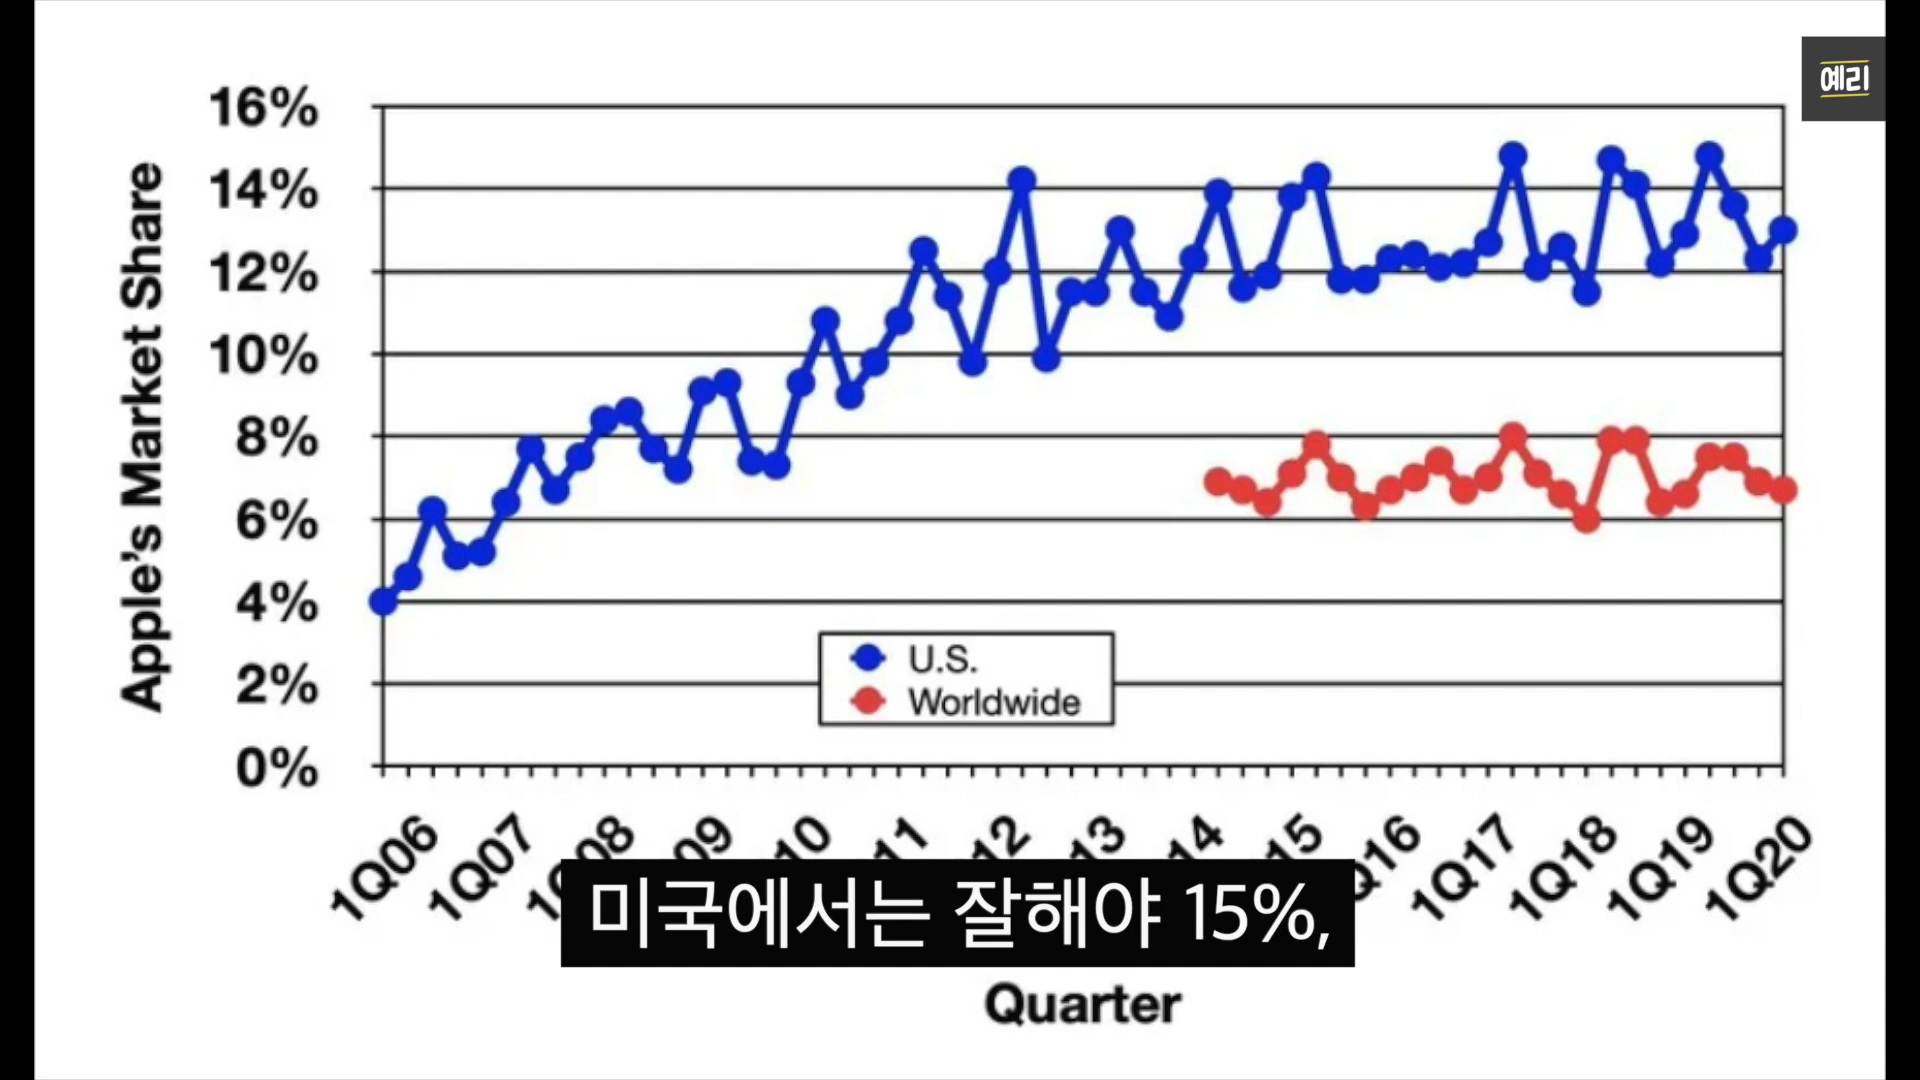 예리
16%
14%
12%
10%
8%
6%
4%
2%
0%
Apple's Market Share
U.S.
Worldwide
1Q06
1Q07
1Q17
1Q18
1Q19
1Q20
미국에서는 잘해야 15%,
Quarter